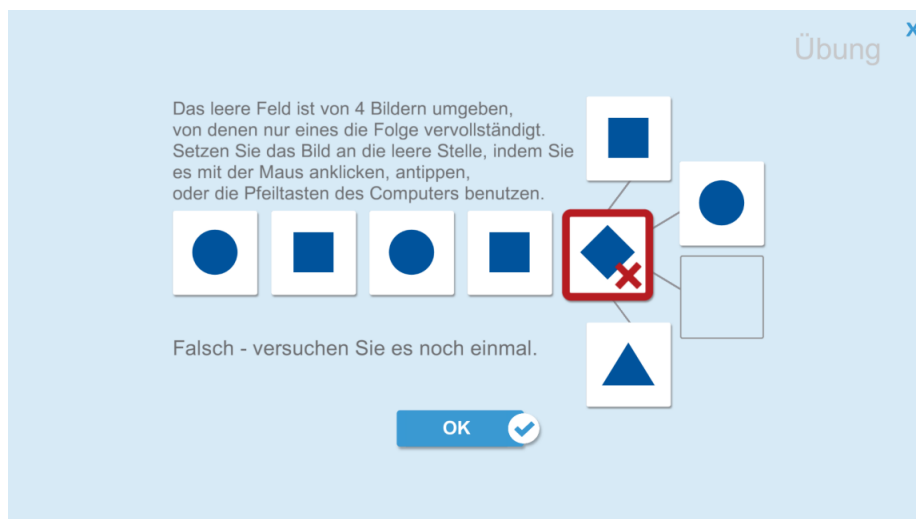 X
Übung
Das leere Feld ist von 4 Bildern umgeben,
von denen nur eines die Folge vervollständigt.
Setzen Sie das Bild an die leere Stelle, indem Sie
es mit der Maus anklicken, antippen,
oder die Pfeiltasten des Computers benutzen.
Falsch - versuchen Sie es noch einmal.
OK